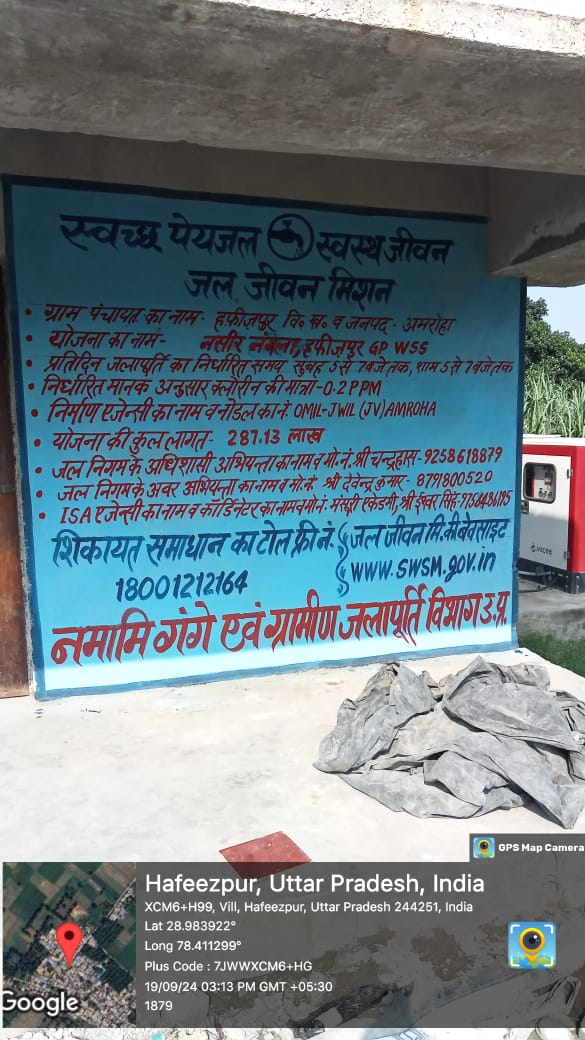 स्वच्छ पेयजल स्वस्थ जीवन
जल जीवन मिशन
• ग्राम पंचायत का नाम- हफीज़पुर वि. ख. व जनपद - अमरोहा
• योजना का नाम- नसीर नंगला, हफीज़पुर GP WSS
• प्रतिदिन जलापूर्ति का निर्धारित समय सुबह 5 से 7 बजे तक, शाम 5 से 7 बजे तक
• निर्धारित मानक अनुसार क्लोरीन की मात्रा-0.2 PPM
• निर्माण एजेन्सी का नाम व नोडल का नं. OMIL-JWIL (JV) AMROHA
• योजना की कुल लागत- 287.13 लाख
• जल निगम के अधिशासी अभियन्ता का नाम व मो. नं. श्री चन्द्रहास-9258618879
• जल निगम के अवर अभियन्ता का नाम व मो. नं. श्री देवेन्द्र कुमार- 879800520
• ISA एजेन्सी का नाम व कॉर्डिनेटर का नाम व मो नं. मंसूरी एकेडमी, श्री ईश्वर सिंह-
शिकायत समाधान का टोल फ्री नं. जल जीवन मि. की वेबसाइट
18001212164 www.swsm.gov.in
नमामि गंगे एवं ग्रामीण जलापूर्ति विभाग उ.प्र.
GPS Map Camera
Hafeezpur, Uttar Pradesh, India
XCM6+H99, Vill, Hafeezpur, Uttar Pradesh 244251, India
Lat 28.983922°
Long 78.411299°
Plus Code : 7JWWXCM6+HG
19/09/24 03:13 PM GMT +05:30
1879
Google